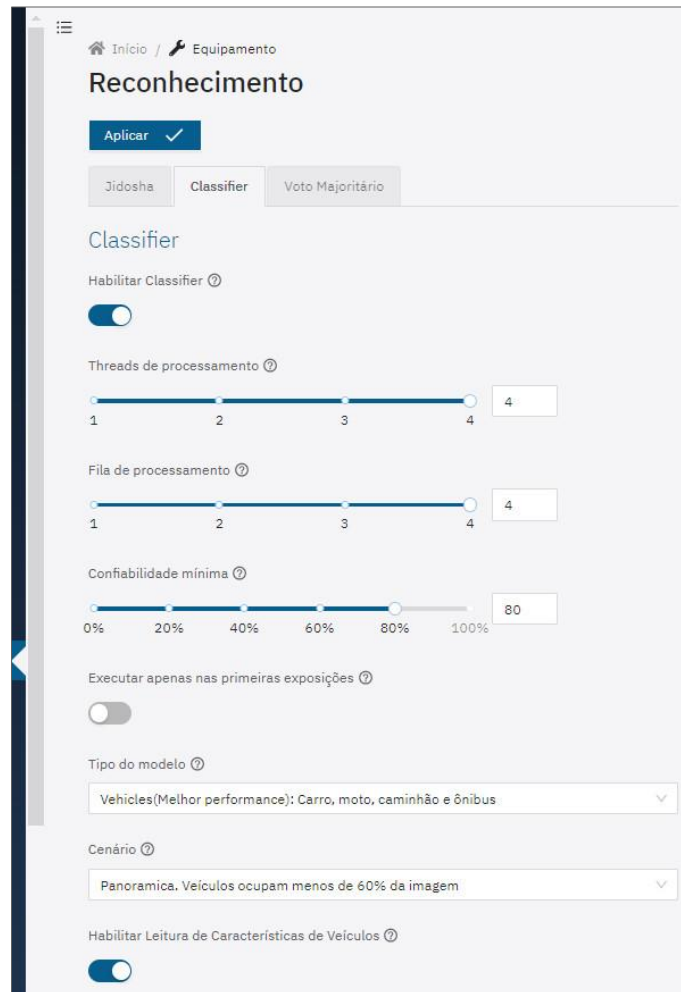 Início / Equipamento
Reconhecimento
Aplicar
Jidosha Classifier Voto Majoritário
Classifier
Habilitar Classifier
Threads de processamento
4
1 2 3 4
Fila de processamento
4
1 2 3 4
Confiabilidade mínima
80
0% 20% 40% 60% 80% 100%
Executar apenas nas primeiras exposições
Tipo do modelo
Vehicles(Melhor performance): Carro, moto, caminhão e ônibus
Cenário
Panoramica. Veículos ocupam menos de 60% da imagem
Habilitar Leitura de Características de Veículos